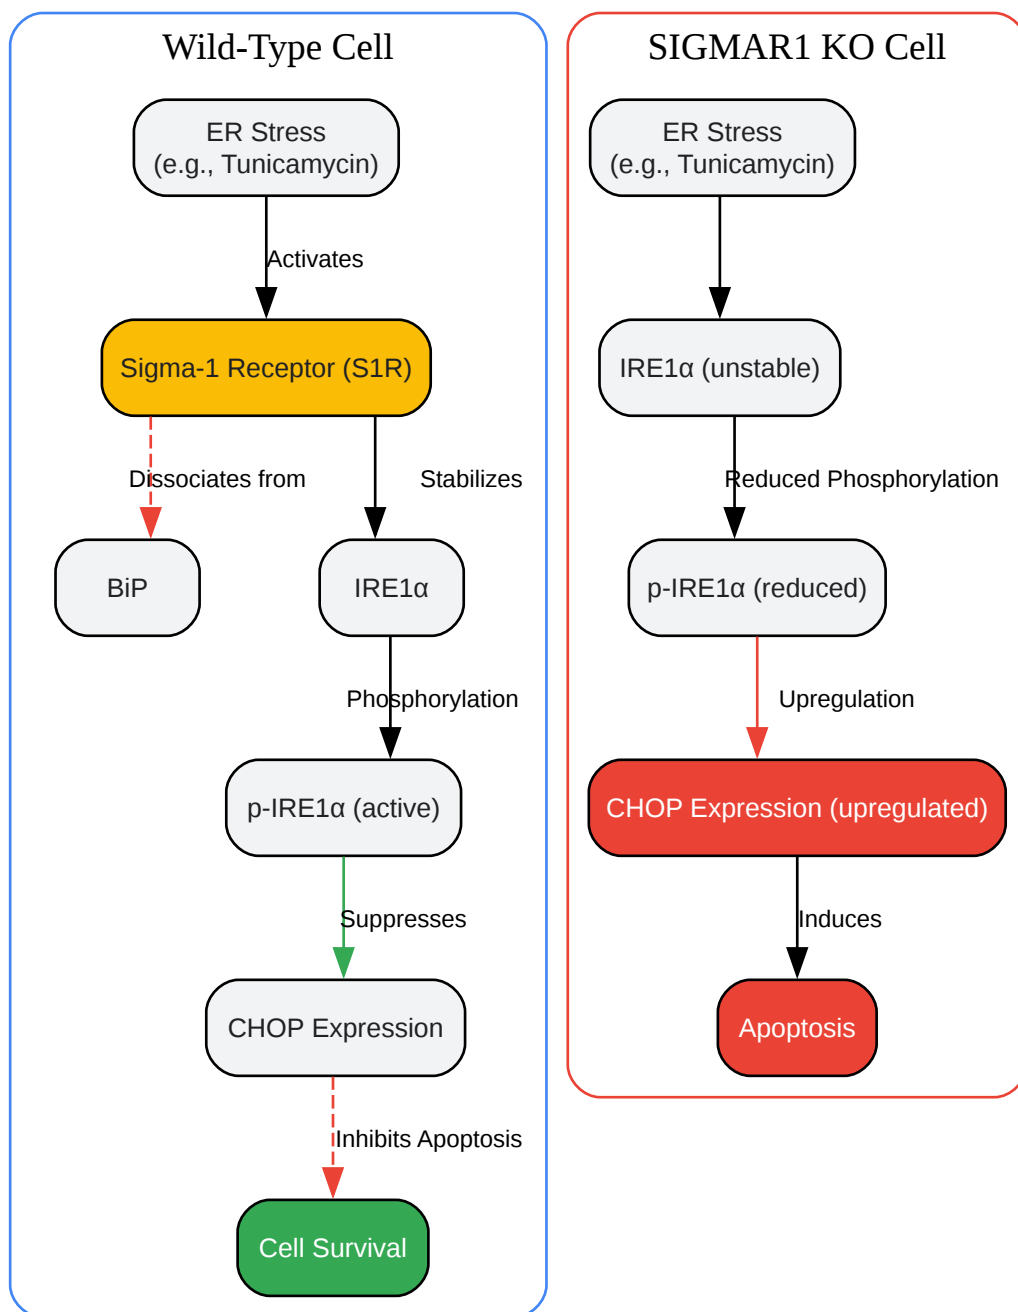 Wild-Type Cell
ER Stress
(e.g., Tunicamycin)
Activates
Sigma-1 Receptor (S1R)
Dissociates from
Stabilizes
BiP
IRE1α
Phosphorylation
p-IRE1α (active)
Suppresses
CHOP Expression
Inhibits Apoptosis
Cell Survival
SIGMAR1 KO Cell
ER Stress
(e.g., Tunicamycin)
IRE1α (unstable)
Reduced Phosphorylation
p-IRE1α (reduced)
Upregulation
CHOP Expression (upregulated)
Induces
Apoptosis